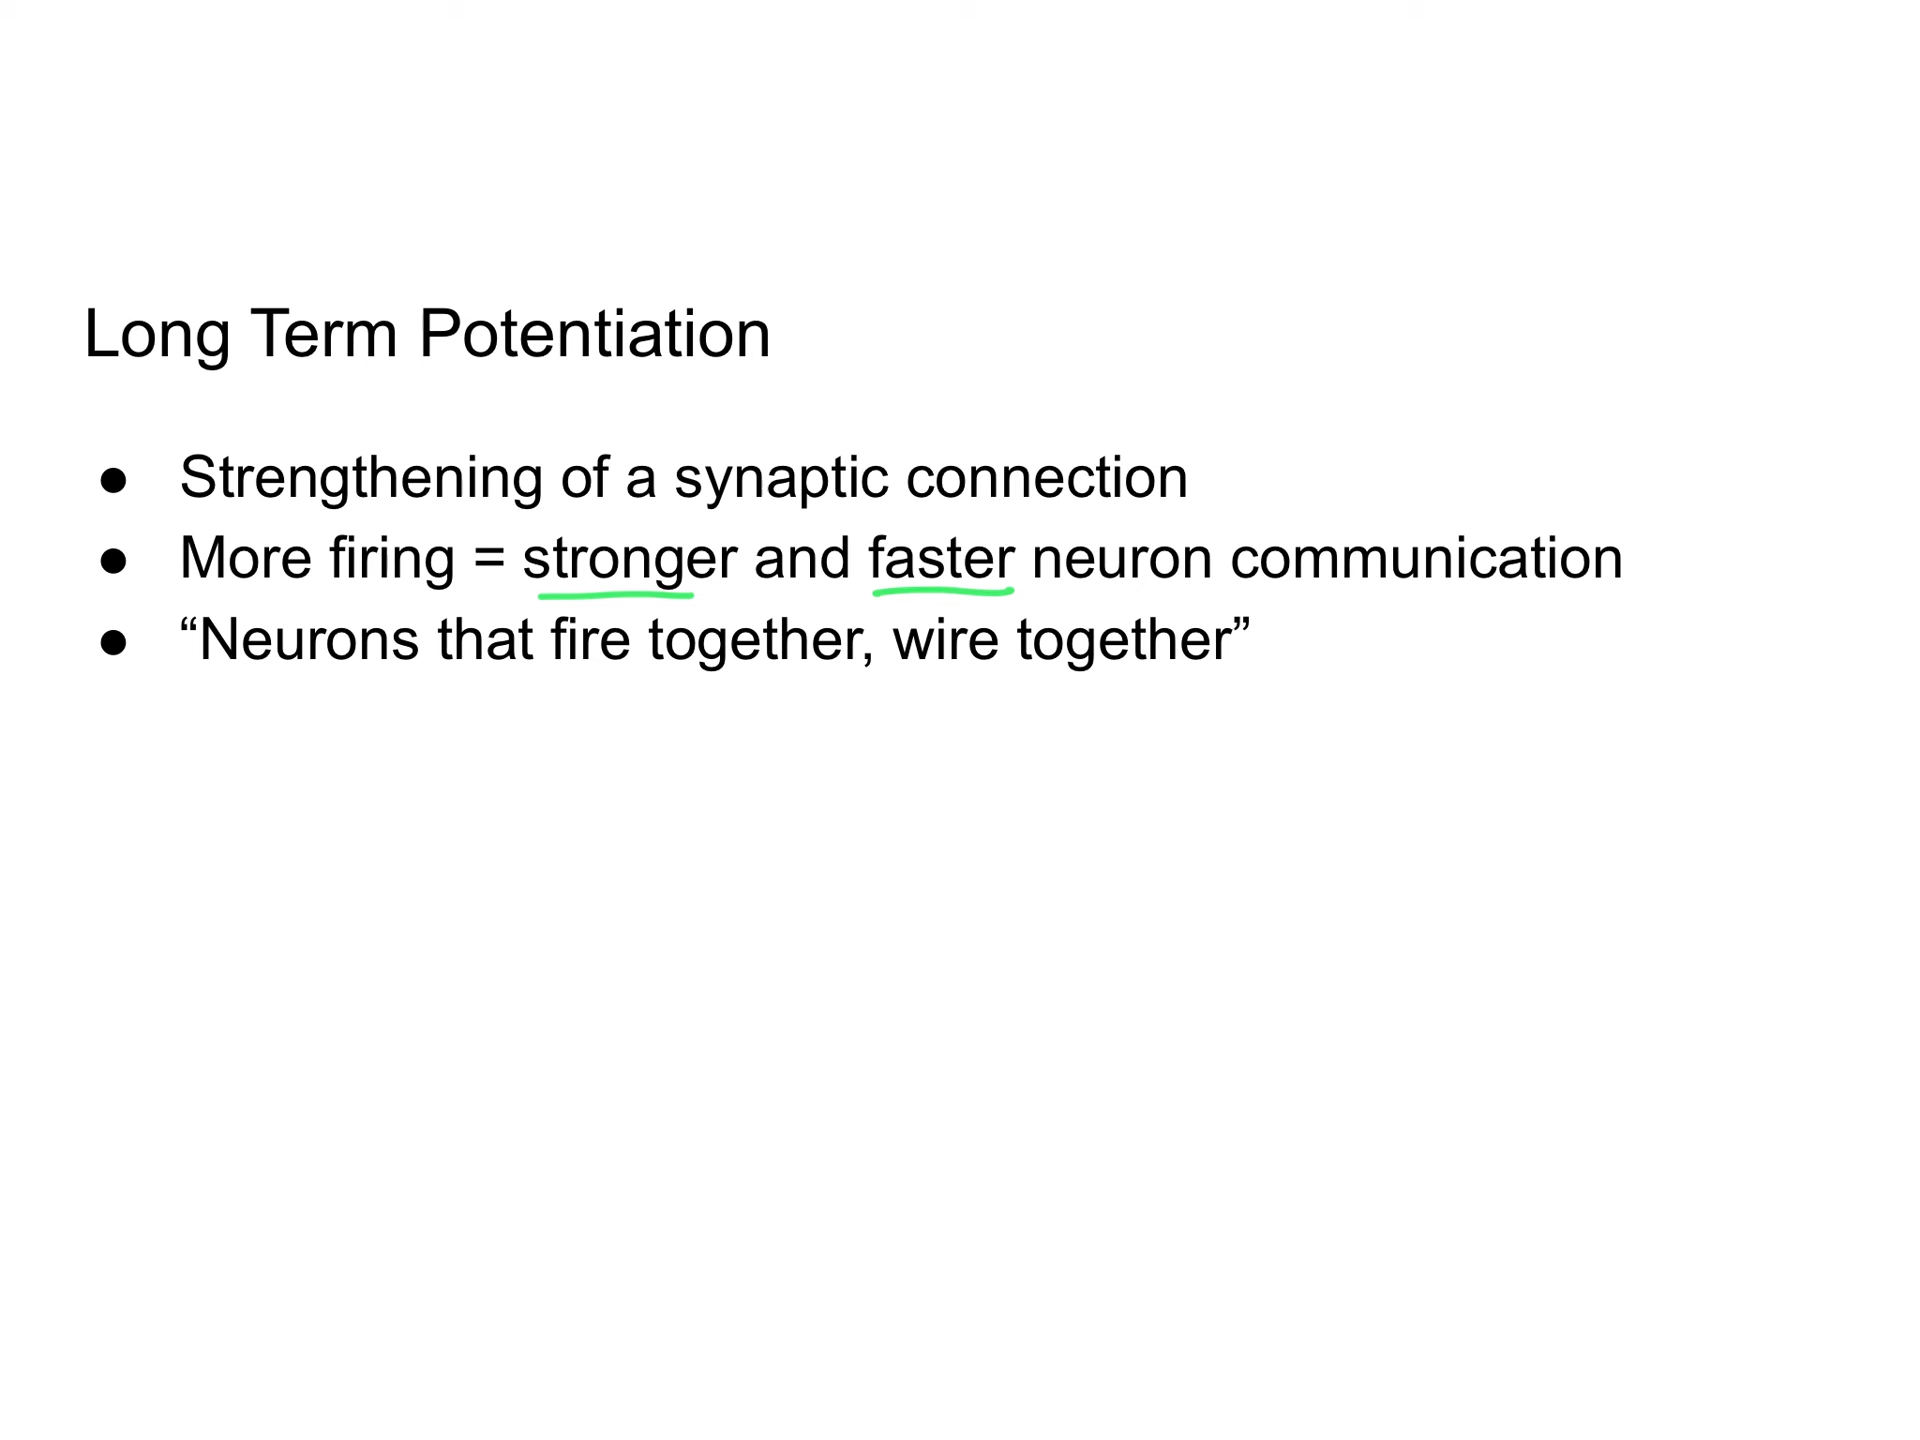 Long Term Potentiation
● Strengthening of a synaptic connection
● More firing = stronger and faster neuron communication
● “Neurons that fire together, wire together”